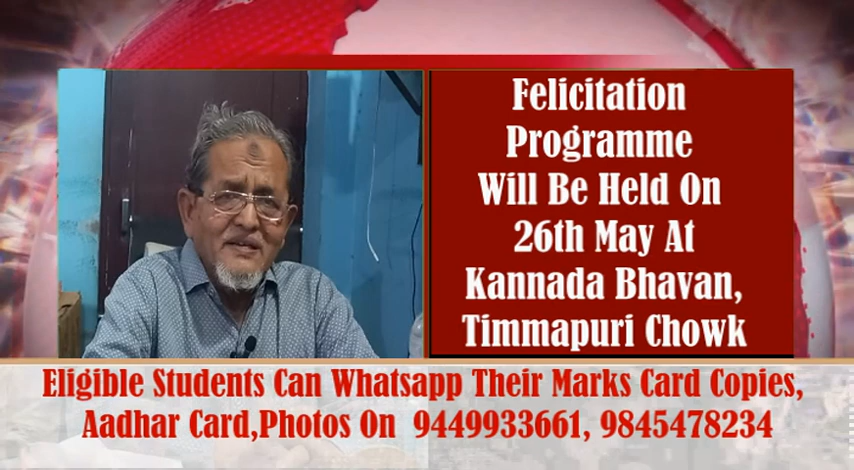 Felicitation
Programme
Will Be Held On
26th May At
Kannada Bhavan,
Timmapuri Chowk
Eligible Students Can Whatsapp Their Marks Card Copies,
Aadhar Card,Photos On 9449933661, 9845478234